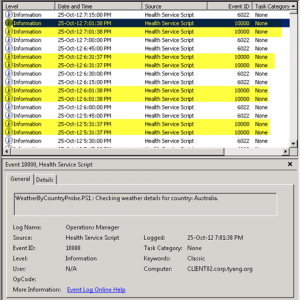 Level Date and Time Source Event ID Task Category
Information 25-Oct-12 7:15:00 PM Health Service Script 6022 None
Information 25-Oct-12 7:01:38 PM Health Service Script 10000 None
Information 25-Oct-12 7:01:38 PM Health Service Script 10000 None
Information 25-Oct-12 7:00:00 PM Health Service Script 6022 None
Information 25-Oct-12 6:45:00 PM Health Service Script 6022 None
Information 25-Oct-12 6:31:37 PM Health Service Script 10000 None
Information 25-Oct-12 6:31:37 PM Health Service Script 10000 None
Information 25-Oct-12 6:30:00 PM Health Service Script 6022 None
Information 25-Oct-12 6:15:00 PM Health Service Script 6022 None
Information 25-Oct-12 6:01:38 PM Health Service Script 10000 None
Information 25-Oct-12 6:01:38 PM Health Service Script 10000 None
Information 25-Oct-12 6:00:00 PM Health Service Script 6022 None
Information 25-Oct-12 5:45:00 PM Health Service Script 6022 None
Information 25-Oct-12 5:31:37 PM Health Service Script 10000 None
Information 25-Oct-12 5:31:37 PM Health Service Script 10000 None
Information 25-Oct-12 5:30:00 PM Health Service Script 6022 None
Event 10000, Health Service Script
General Details
WeatherByCountryProbe.PS1 : Checking weather details for country: Australia.
Log Name: Operations Manager
Source: Health Service Script Logged: 25-Oct-12 7:01:38 PM
Event ID: 10000 Task Category: None
Level: Information Keywords: Classic
User: N/A Computer: CLIENT02.corp.tyang.org
OpCode:
More Information: Event Log Online Help